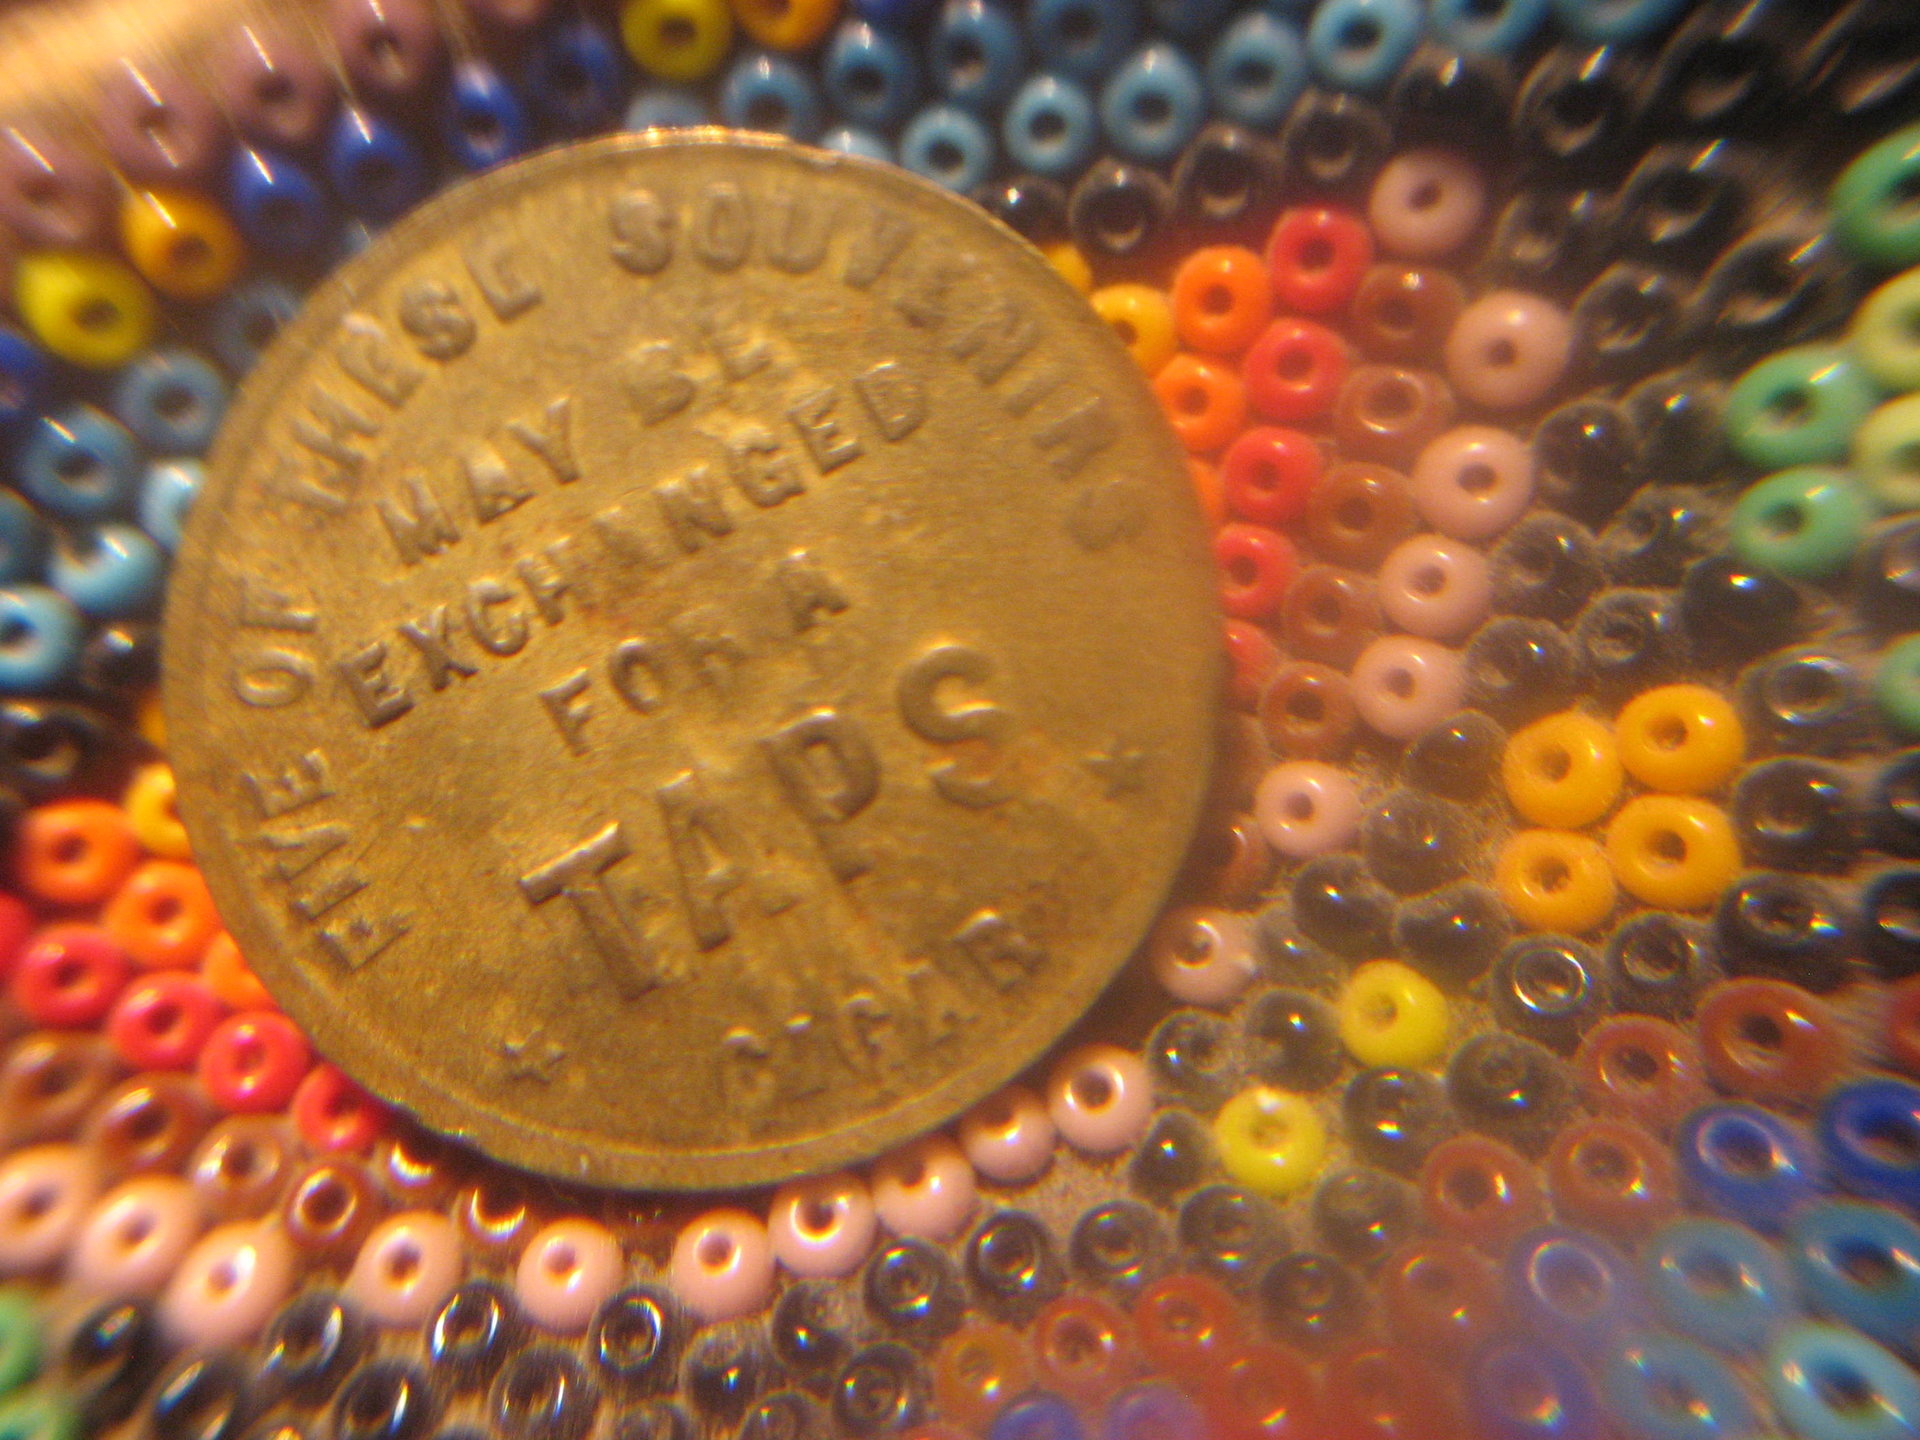 FIVE OF THESE SOUVENIRS
MAY BE
EXCHANGED
FOR A
TAPS
CIGAR